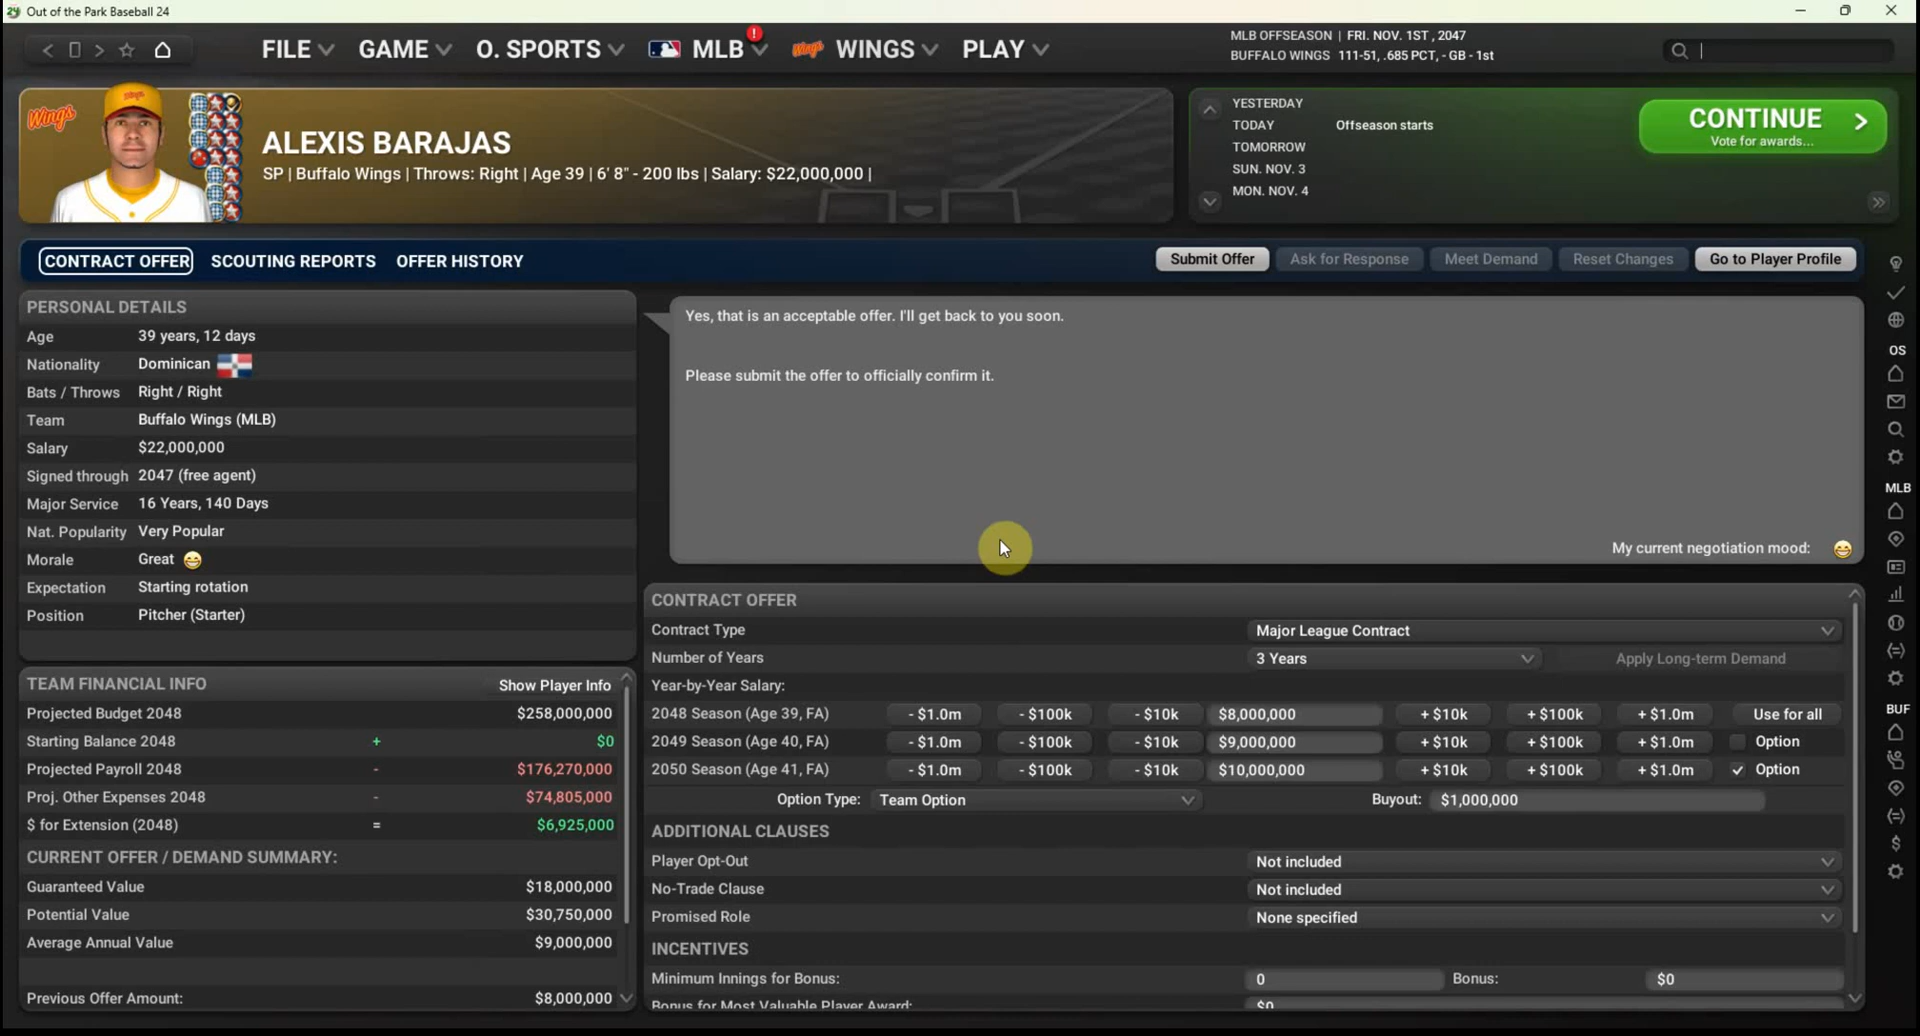 Out of the Park Baseball 24
FILE GAME O. SPORTS MLB WINGS PLAY
MLB OFFSEASON | FRI. NOV. 1ST , 2047
BUFFALO WINGS 111-51, .685 PCT, - GB - 1st
Wings
ALEXIS BARAJAS
SP | Buffalo Wings | Throws: Right | Age 39 | 6' 8" - 200 lbs | Salary: $22,000,000 |
YESTERDAY
TODAY Offseason starts
TOMORROW
SUN. NOV. 3
MON. NOV. 4
CONTINUE
Vote for awards...
CONTRACT OFFER SCOUTING REPORTS OFFER HISTORY
Submit Offer Ask for Response Meet Demand Reset Changes Go to Player Profile
PERSONAL DETAILS
Age 39 years, 12 days
Nationality Dominican
Bats / Throws Right / Right
Team Buffalo Wings (MLB)
Salary $22,000,000
Signed through 2047 (free agent)
Major Service 16 Years, 140 Days
Nat. Popularity Very Popular
Morale Great
Expectation Starting rotation
Position Pitcher (Starter)
Yes, that is an acceptable offer. I'll get back to you soon.
Please submit the offer to officially confirm it.
My current negotiation mood:
TEAM FINANCIAL INFO Show Player Info
Projected Budget 2048 $258,000,000
Starting Balance 2048 + $0
Projected Payroll 2048 - $176,270,000
Proj. Other Expenses 2048 - $74,805,000
$ for Extension (2048) = $6,925,000
CURRENT OFFER / DEMAND SUMMARY:
Guaranteed Value $18,000,000
Potential Value $30,750,000
Average Annual Value $9,000,000
Previous Offer Amount: $8,000,000
CONTRACT OFFER
Contract Type Major League Contract
Number of Years 3 Years Apply Long-term Demand
Year-by-Year Salary:
2048 Season (Age 39, FA) - $1.0m - $100k - $10k $8,000,000 + $10k + $100k + $1.0m Use for all
2049 Season (Age 40, FA) - $1.0m - $100k - $10k $9,000,000 + $10k + $100k + $1.0m Option
2050 Season (Age 41, FA) - $1.0m - $100k - $10k $10,000,000 + $10k + $100k + $1.0m Option
Option Type: Team Option Buyout: $1,000,000
ADDITIONAL CLAUSES
Player Opt-Out Not included
No-Trade Clause Not included
Promised Role None specified
INCENTIVES
Minimum Innings for Bonus: 0 Bonus: $0
Bonus for Most Valuable Player Award: $0
OS
MLB
BUF